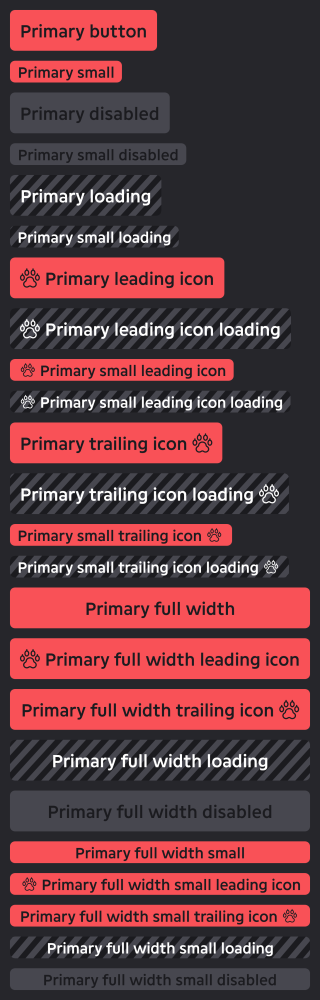 Primary button
Primary small
Primary disabled
Primary small disabled
Primary loading
Primary small loading
Primary leading icon
Primary leading icon loading
Primary small leading icon
Primary small leading icon loading
Primary trailing icon
Primary trailing icon loading
Primary small trailing icon
Primary small trailing icon loading
Primary full width
Primary full width leading icon
Primary full width trailing icon
Primary full width loading
Primary full width disabled
Primary full width small
Primary full width small leading icon
Primary full width small trailing icon
Primary full width small loading
Primary full width small disabled